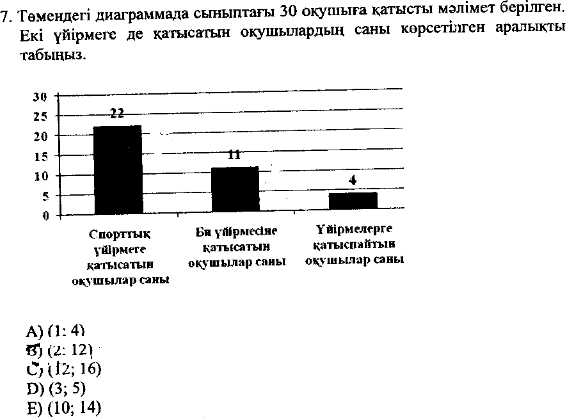 7. Төмендегі диаграммада сыныптағы 30 оқушыға қатысты мәлімет берілген.
Екі үйірмеге де қатысатын оқушылардың саны көрсетілген аралықты
табыңыз.
30
25
20
15
10
5
0
22
11
4
Спорттық
үйірмеге
қатысатын
оқушылар саны
Би үйірмесіне
қатысатын
оқушылар саны
Үйірмелерге
қатыспайтын
оқушылар саны
A) (1: 4)
B) (2: 12)
C) (12; 16)
D) (3; 5)
E) (10; 14)